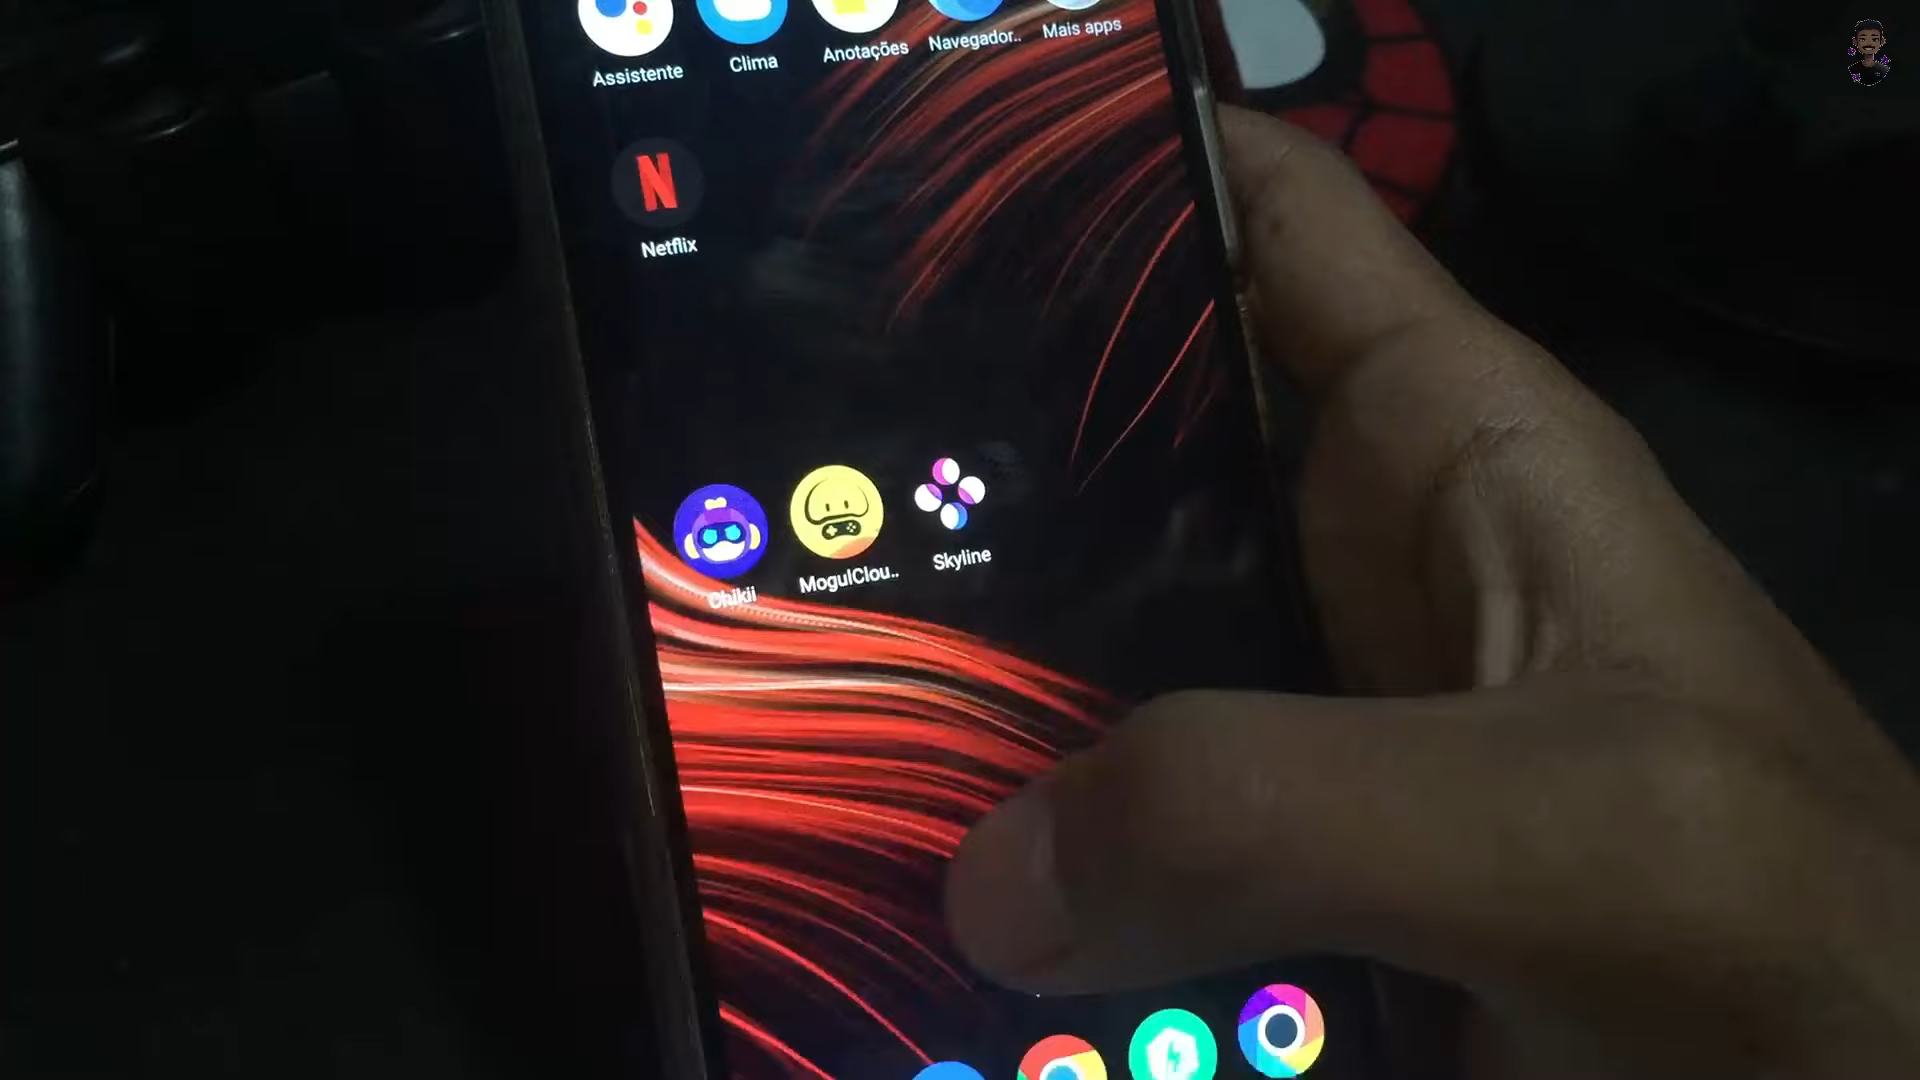 Assistente
Clima
Anotações
Navegador..
Mais apps
N
Netflix
Chikii
MogulClou..
Skyline